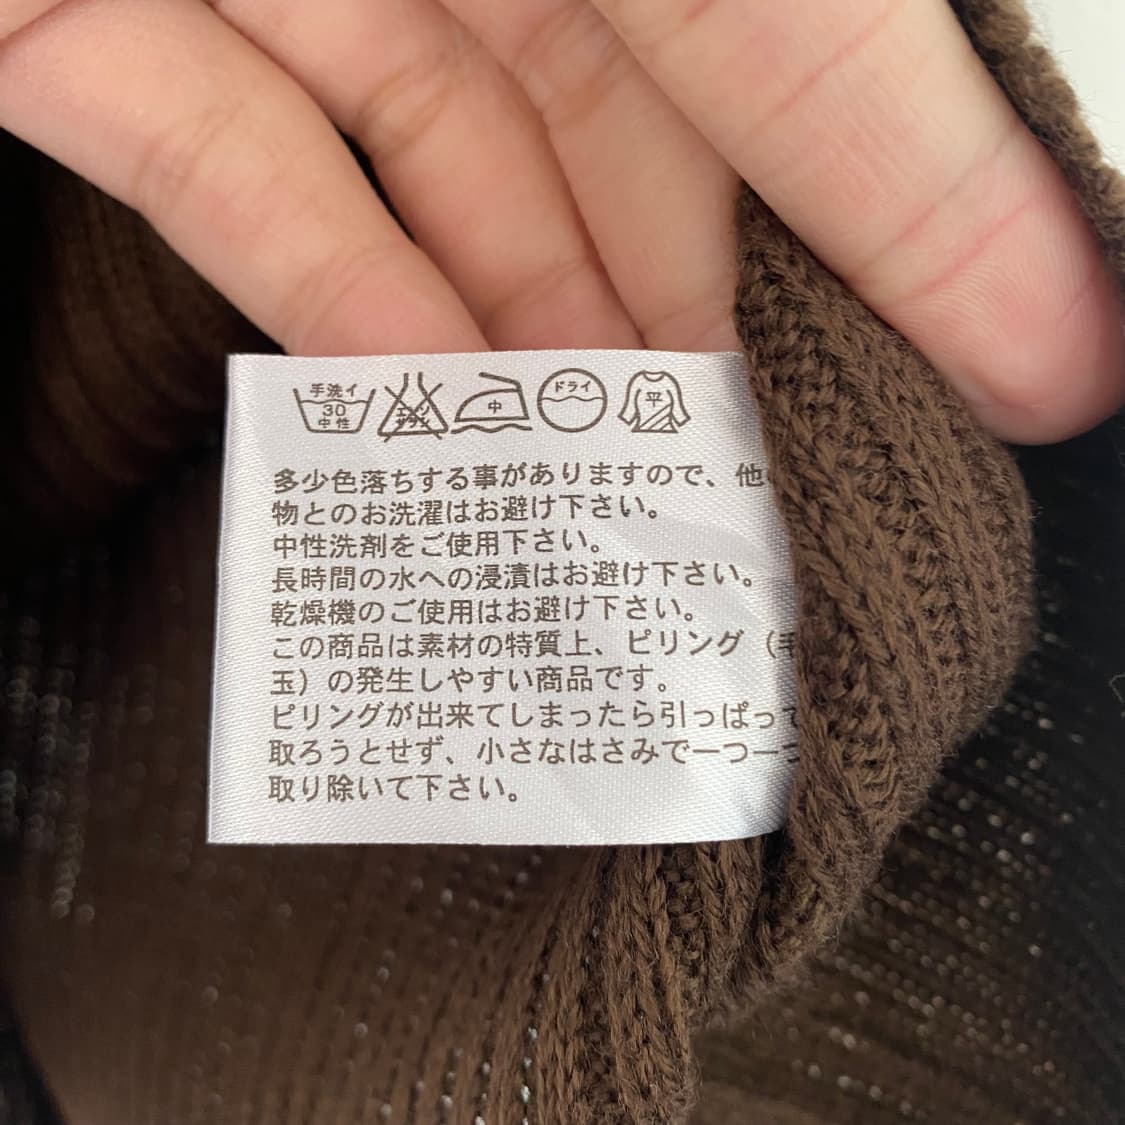 手洗イ
30
中性
エンソ
サラシ
中
ドライ
平
多少色落ちする事がありますので、他
物とのお洗濯はお避け下さい。
中性洗剤をご使用下さい。
長時間の水への浸漬はお避け下さい。
乾燥機のご使用はお避け下さい。
この商品は素材の特質上、ピリング（毛
玉）の発生しやすい商品です。
ピリングが出来てしまったら引っぱって
取ろうとせず、小さなはさみで一つ一つ
取り除いて下さい。